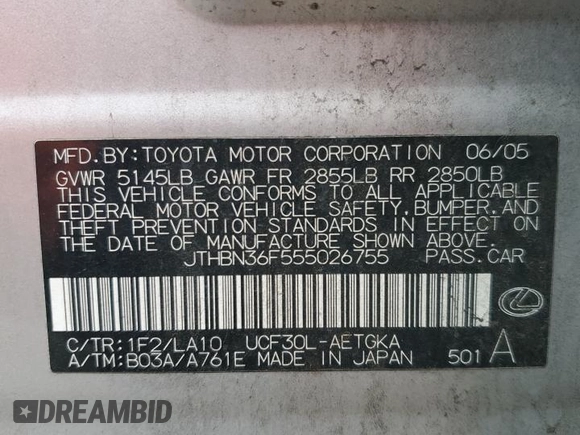 MFD. BY: TOYOTA MOTOR CORPORATION 06/05
GVWR 5145LB GAWR FR 2855LB RR 2850LB
THIS VEHICLE CONFORMS TO ALL APPLICABLE
FEDERAL MOTOR VEHICLE SAFETY, BUMPER, AND
THEFT PREVENTION STANDARDS IN EFFECT ON
THE DATE OF MANUFACTURE SHOWN ABOVE.
JTHBN36F555026755 PASS. CAR
C/TR: 1F2/LA10 UCF30L-AETGKA
A/TM: B03A/A761E MADE IN JAPAN 501 A
DREAMBID